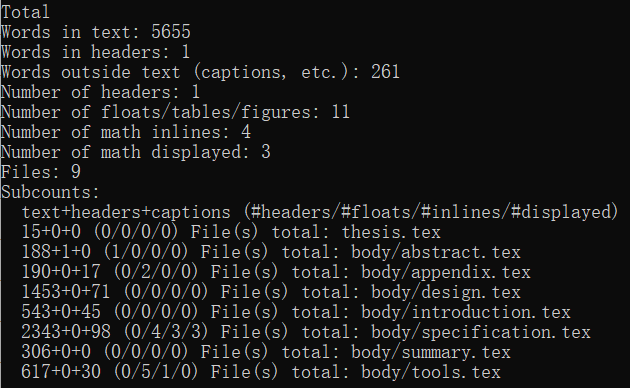 Total
Words in text: 5655
Words in headers: 1
Words outside text (captions, etc.): 261
Number of headers: 1
Number of floats/tables/figures: 11
Number of math inlines: 4
Number of math displayed: 3
Files: 9
Subcounts:
  text+headers+captions (#headers/#floats/#inlines/#displayed)
  15+0+0 (0/0/0/0) File(s) total: thesis.tex
  188+1+0 (1/0/0/0) File(s) total: body/abstract.tex
  190+0+17 (0/2/0/0) File(s) total: body/appendix.tex
  1453+0+71 (0/0/0/0) File(s) total: body/design.tex
  543+0+45 (0/0/0/0) File(s) total: body/introduction.tex
  2343+0+98 (0/4/3/3) File(s) total: body/specification.tex
  306+0+0 (0/0/0/0) File(s) total: body/summary.tex
  617+0+30 (0/5/1/0) File(s) total: body/tools.tex